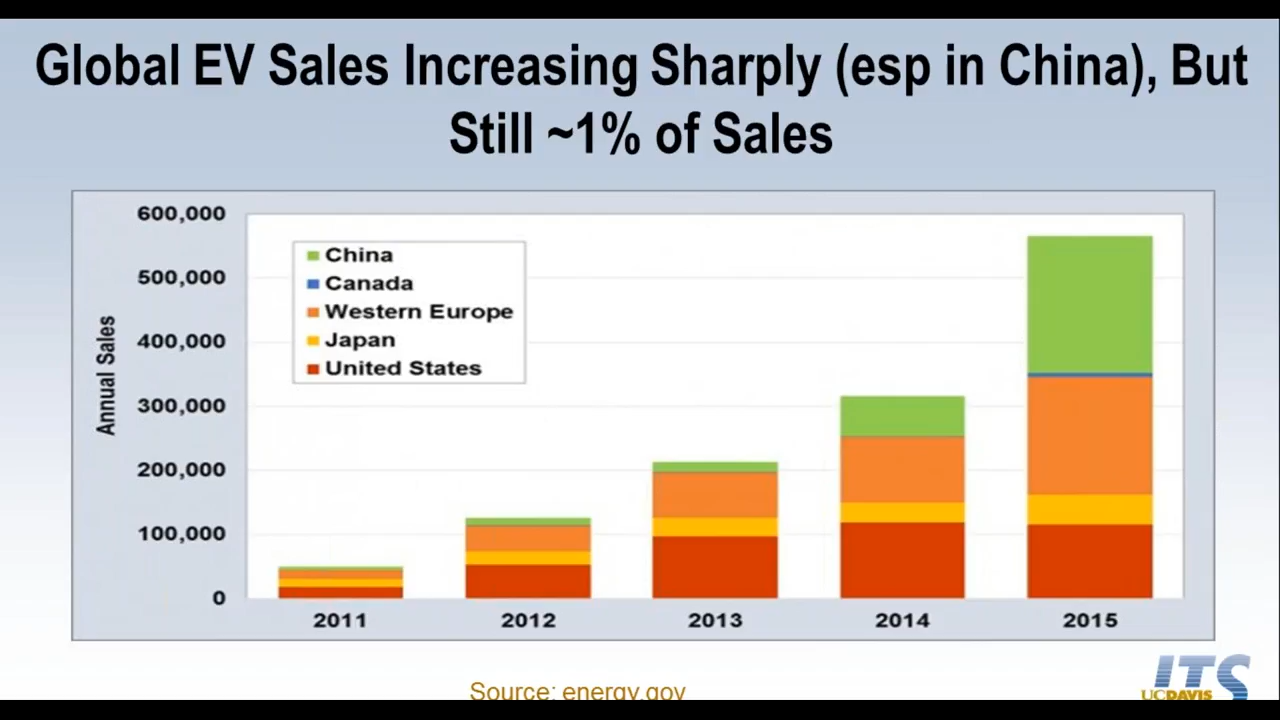 Global EV Sales Increasing Sharply (esp in China), But
Still ~1% of Sales
600,000
500,000
400,000
300,000
200,000
100,000
0
Annual Sales
China
Canada
Western Europe
Japan
United States
2011 2012 2013 2014 2015
Source: energy.gov
ITS
UCDAVIS